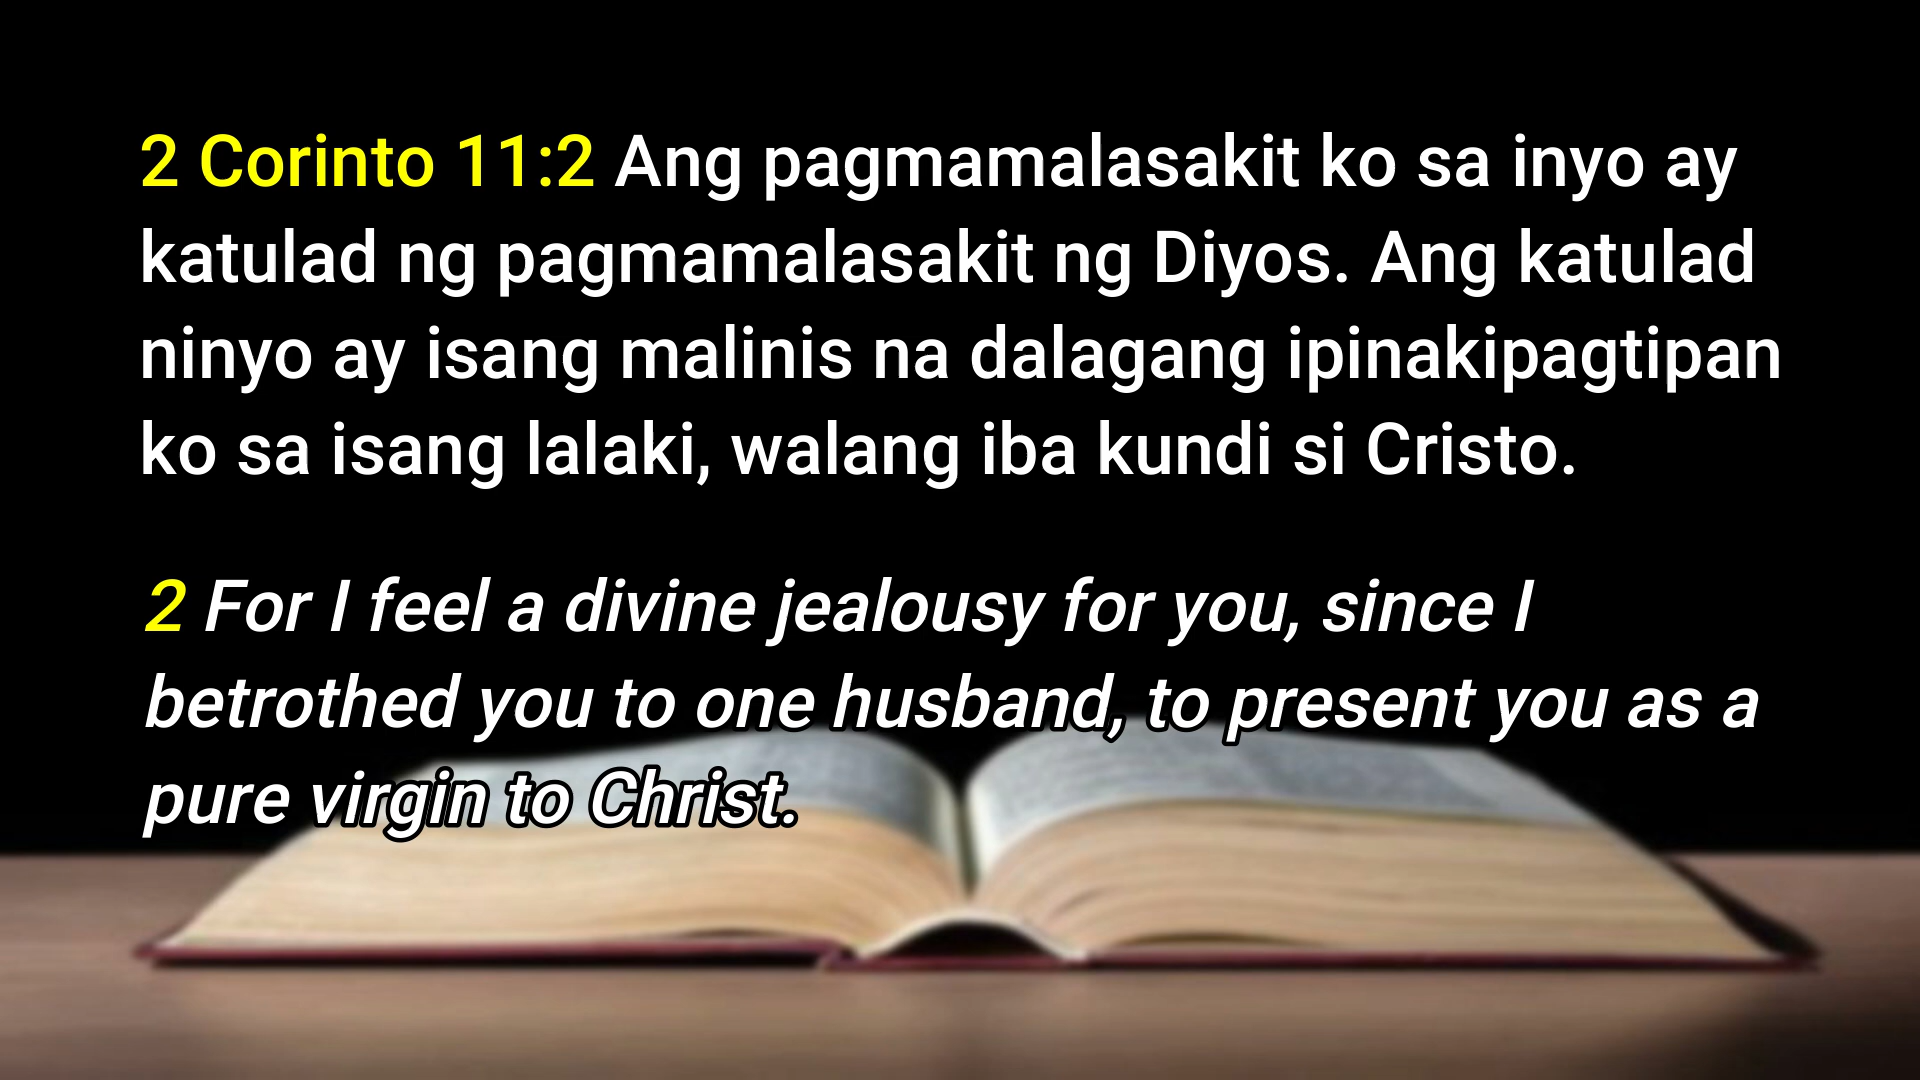 2 Corinto 11:2 Ang pagmamalasakit ko sa inyo ay
katulad ng pagmamalasakit ng Diyos. Ang katulad
ninyo ay isang malinis na dalagang ipinakipagtipan
ko sa isang lalaki, walang iba kundi si Cristo.
2 For I feel a divine jealousy for you, since I
betrothed you to one husband, to present you as a
pure virgin to Christ.